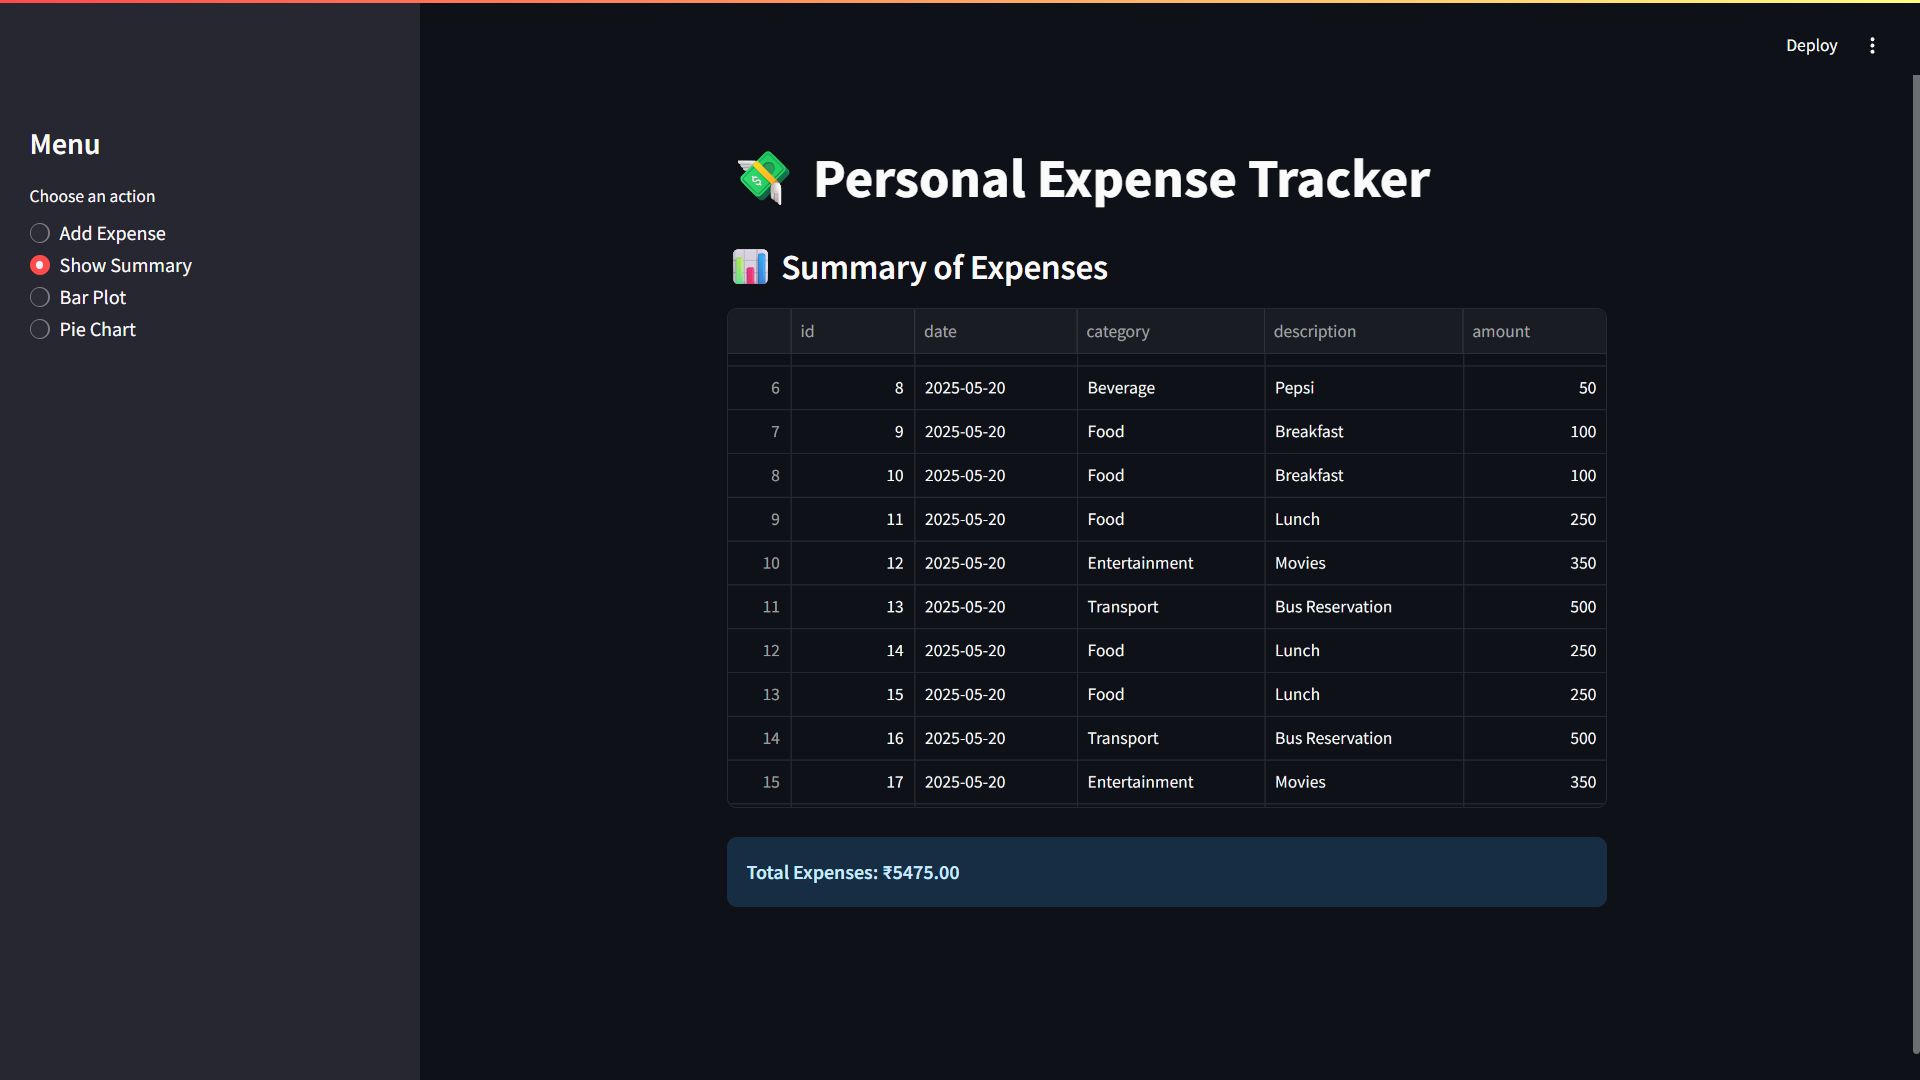 Deploy
Menu
Choose an action
Add Expense
Show Summary
Bar Plot
Pie Chart
Personal Expense Tracker
Summary of Expenses
id date category description amount
6 8 2025-05-20 Beverage Pepsi 50
7 9 2025-05-20 Food Breakfast 100
8 10 2025-05-20 Food Breakfast 100
9 11 2025-05-20 Food Lunch 250
10 12 2025-05-20 Entertainment Movies 350
11 13 2025-05-20 Transport Bus Reservation 500
12 14 2025-05-20 Food Lunch 250
13 15 2025-05-20 Food Lunch 250
14 16 2025-05-20 Transport Bus Reservation 500
15 17 2025-05-20 Entertainment Movies 350
Total Expenses: ₹5475.00